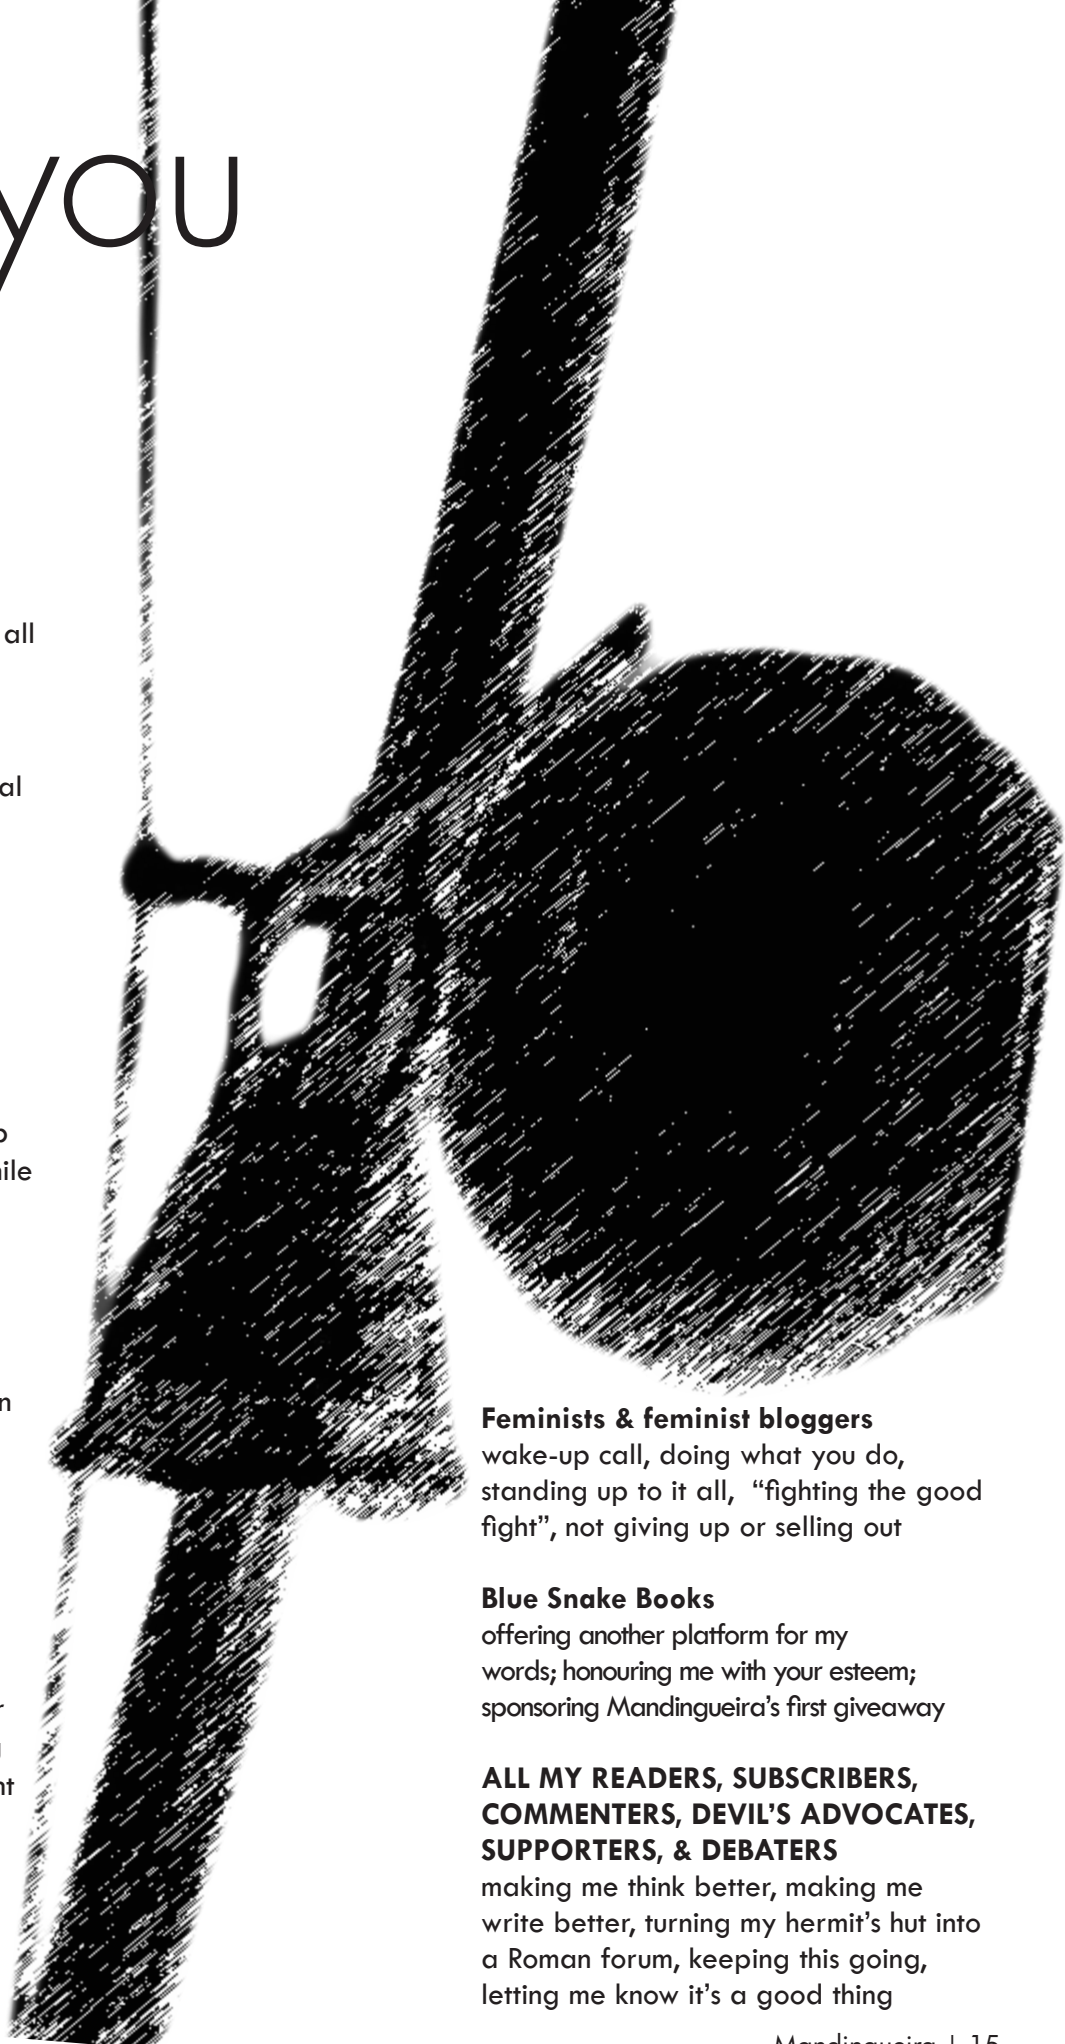 you
all
al
n
nt
Feminists & feminist bloggers
wake-up call, doing what you do,
standing up to it all, “fighting the good
fight”, not giving up or selling out
Blue Snake Books
offering another platform for my
words; honouring me with your esteem;
sponsoring Mandingueira’s first giveaway
ALL MY READERS, SUBSCRIBERS,
COMMENTERS, DEVIL’S ADVOCATES,
SUPPORTERS, & DEBATERS
making me think better, making me
write better, turning my hermit’s hut into
a Roman forum, keeping this going,
letting me know it’s a good thing
Mandingueira | 15